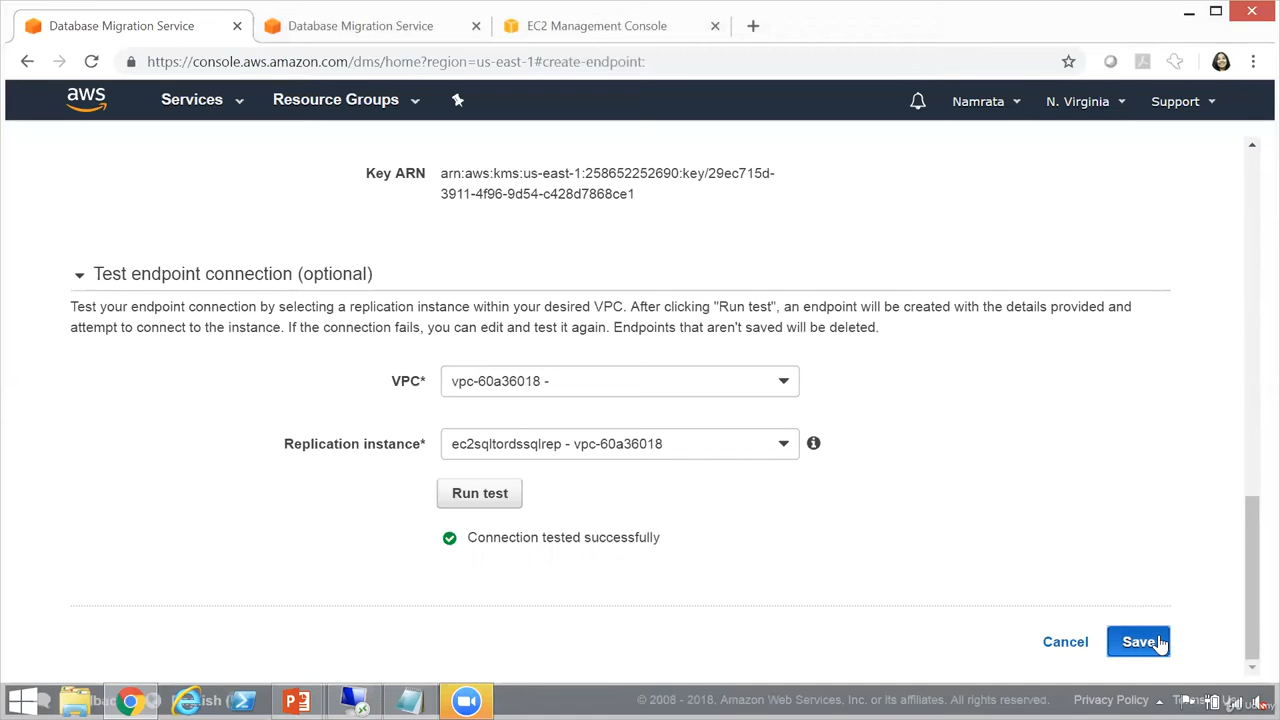 Database Migration Service
Database Migration Service
EC2 Management Console
https://console.aws.amazon.com/dms/home?region=us-east-1#create-endpoint:
aws
Services
Resource Groups
Namrata
N. Virginia
Support
Key ARN
arn:aws:kms:us-east-1:258652252690:key/29ec715d-
3911-4f96-9d54-c428d7868ce1
Test endpoint connection (optional)
Test your endpoint connection by selecting a replication instance within your desired VPC. After clicking "Run test", an endpoint will be created with the details provided and
attempt to connect to the instance. If the connection fails, you can edit and test it again. Endpoints that aren't saved will be deleted.
VPC*
vpc-60a36018 -
Replication instance*
ec2sqltordssqlrep - vpc-60a36018
Run test
Connection tested successfully
Cancel
Save
© 2008 - 2018, Amazon Web Services, Inc. or its affiliates. All rights reserved.
Privacy Policy